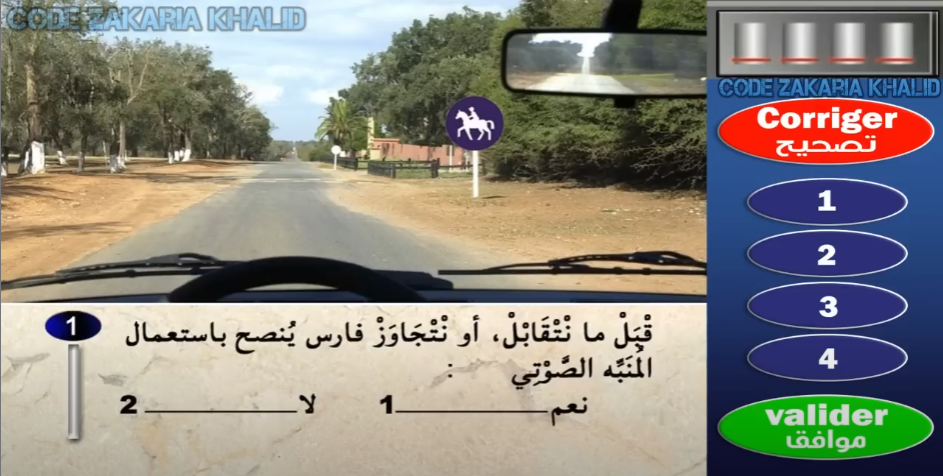 CODE ZAKARIA KHALID
CODE ZAKARIA KHALID
Corriger
تصحيح
1
2
3
4
valider
موافق
1
قْبَلْ ما نْتْقَابْلْ، أو نْتْجَاوَزْ فارس يُنصح باستعمال
المُنَبِّه الصَّوْتِي :
نعم 1 لا 2